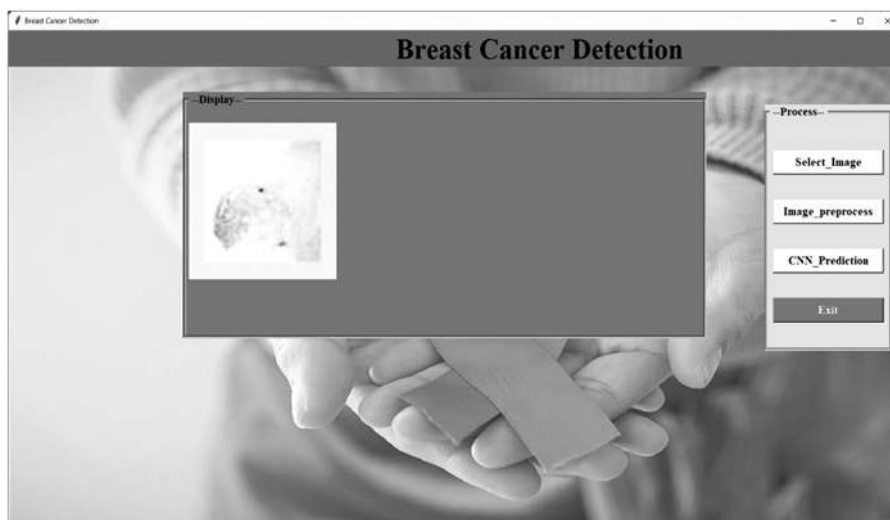 Breast Cancer Detection
Breast Cancer Detection
--Display--
--Process--
Select_Image
Image_preprocess
CNN_Prediction
Exit